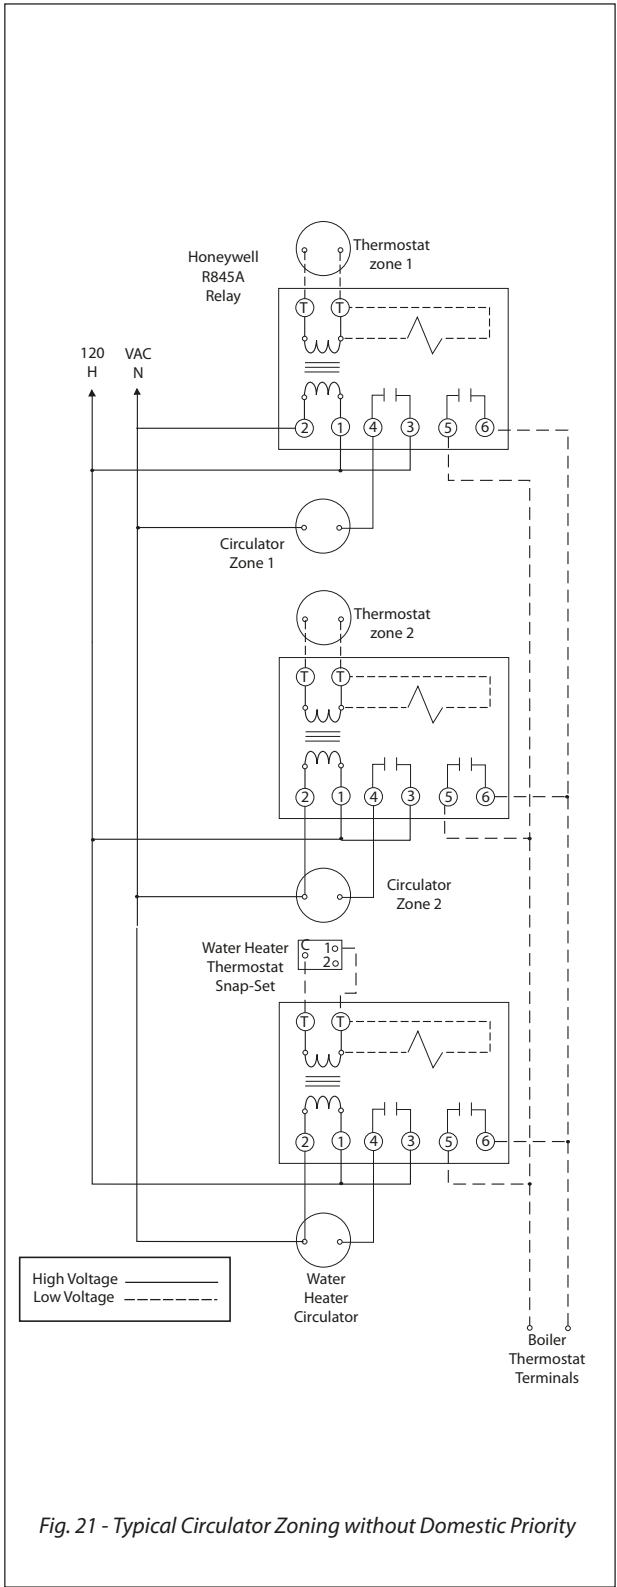 Honeywell
R845A
Relay
Thermostat
zone 1
T T
120 VAC
H N
2 1 4 3 5 6
Circulator
Zone 1
Thermostat
zone 2
T T
2 1 4 3 5 6
Circulator
Zone 2
Water Heater
Thermostat
Snap-Set
C 1
2
T T
2 1 4 3 5 6
High Voltage
Low Voltage
Water
Heater
Circulator
Boiler
Thermostat
Terminals
Fig. 21 - Typical Circulator Zoning without Domestic Priority